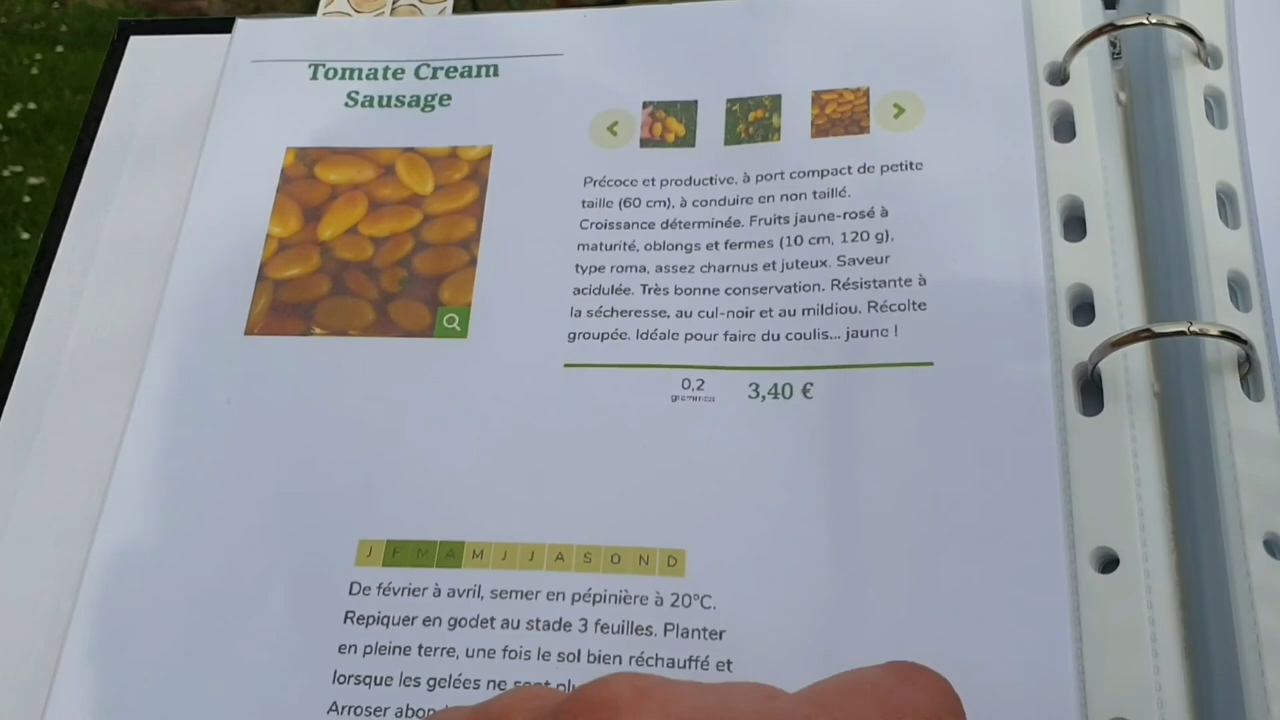 Tomate Cream
Sausage
Précoce et productive, à port compact de petite
taille (60 cm), à conduire en non taillé.
Croissance déterminée. Fruits jaune-rosé à
maturité, oblongs et fermes (10 cm, 120 g),
type roma, assez charnus et juteux. Saveur
acidulée. Très bonne conservation. Résistante à
la sécheresse, au cul-noir et au mildiou. Récolte
groupée. Idéale pour faire du coulis... jaune !
0,2
grammes
3,40 €
J F M A M J J A S O N D
De février à avril, semer en pépinière à 20°C.
Repiquer en godet au stade 3 feuilles. Planter
en pleine terre, une fois le sol bien réchauffé et
lorsque les gelées ne
Arroser